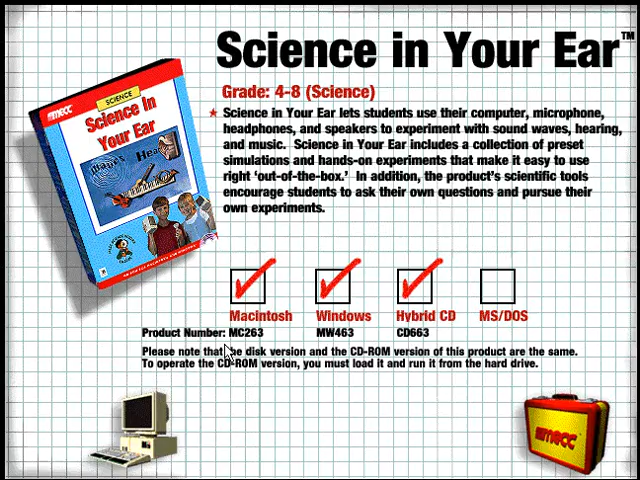 Science in Your Ear™
Grade: 4-8 (Science)
★ Science in Your Ear lets students use their computer, microphone,
headphones, and speakers to experiment with sound waves, hearing,
and music. Science in Your Ear includes a collection of preset
simulations and hands-on experiments that make it easy to use
right ‘out-of-the-box.’ In addition, the product’s scientific tools
encourage students to ask their own questions and pursue their
own experiments.
mecc
SCIENCE
Science In
Your Ear
Macintosh Windows Hybrid CD MS/DOS
Product Number: MC263 MW463 CD663
Please note that the disk version and the CD-ROM version of this product are the same.
To operate the CD-ROM version, you must load it and run it from the hard drive.
mecc